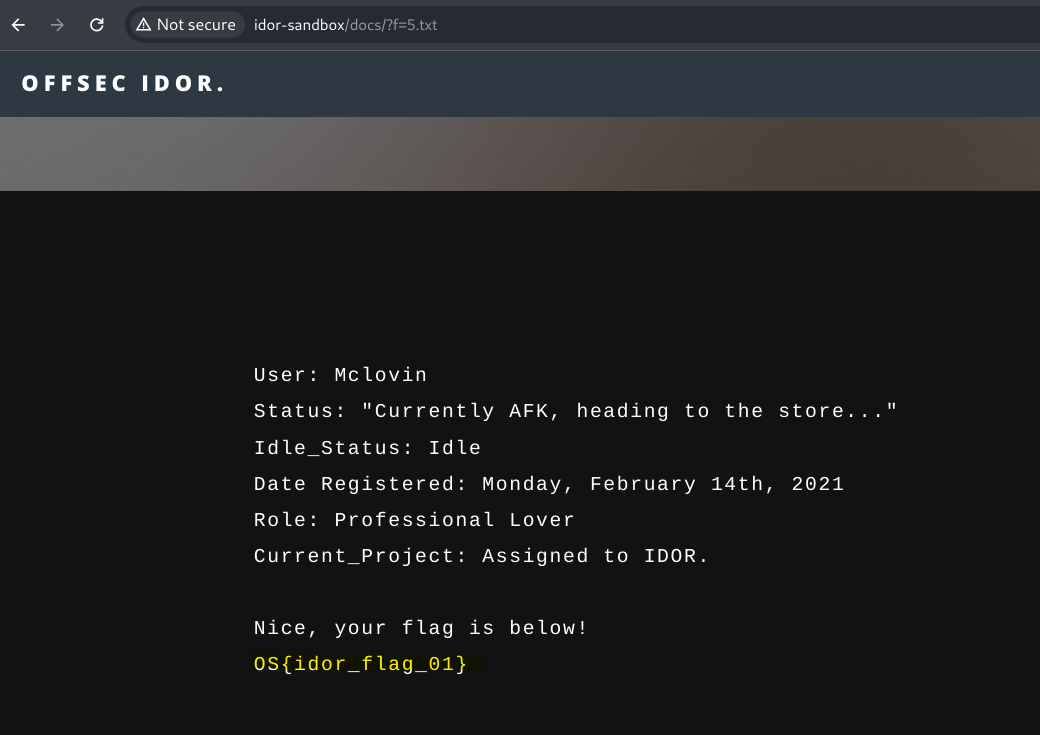 Not secure idor-sandbox/docs/?f=5.txt
OFFSEC IDOR.
User: Mclovin
Status: "Currently AFK, heading to the store..."
Idle_Status: Idle
Date Registered: Monday, February 14th, 2021
Role: Professional Lover
Current_Project: Assigned to IDOR.
Nice, your flag is below!
OS{idor_flag_01}